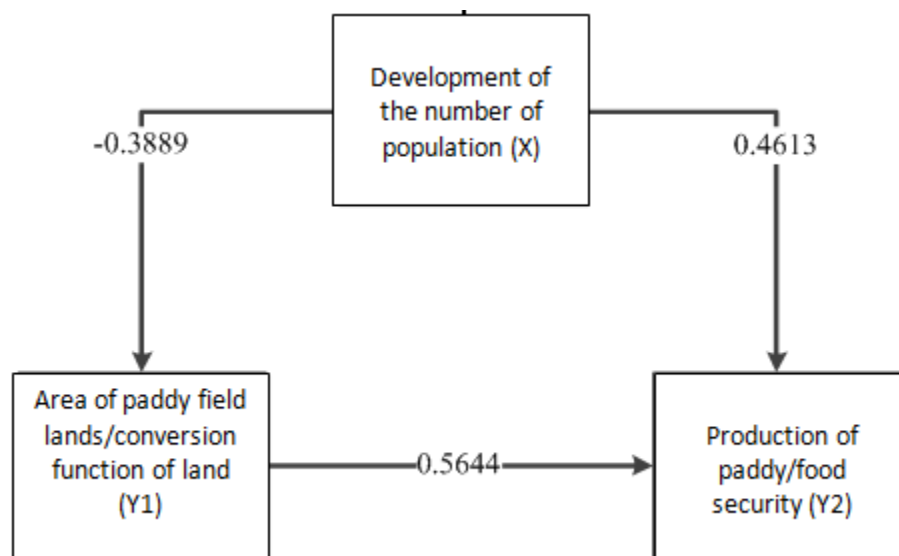 Development of
the number of
population (X)
-0.3889
0.4613
Area of paddy field
lands/conversion
function of land
(Y1)
0.5644
Production of
paddy/food
security (Y2)